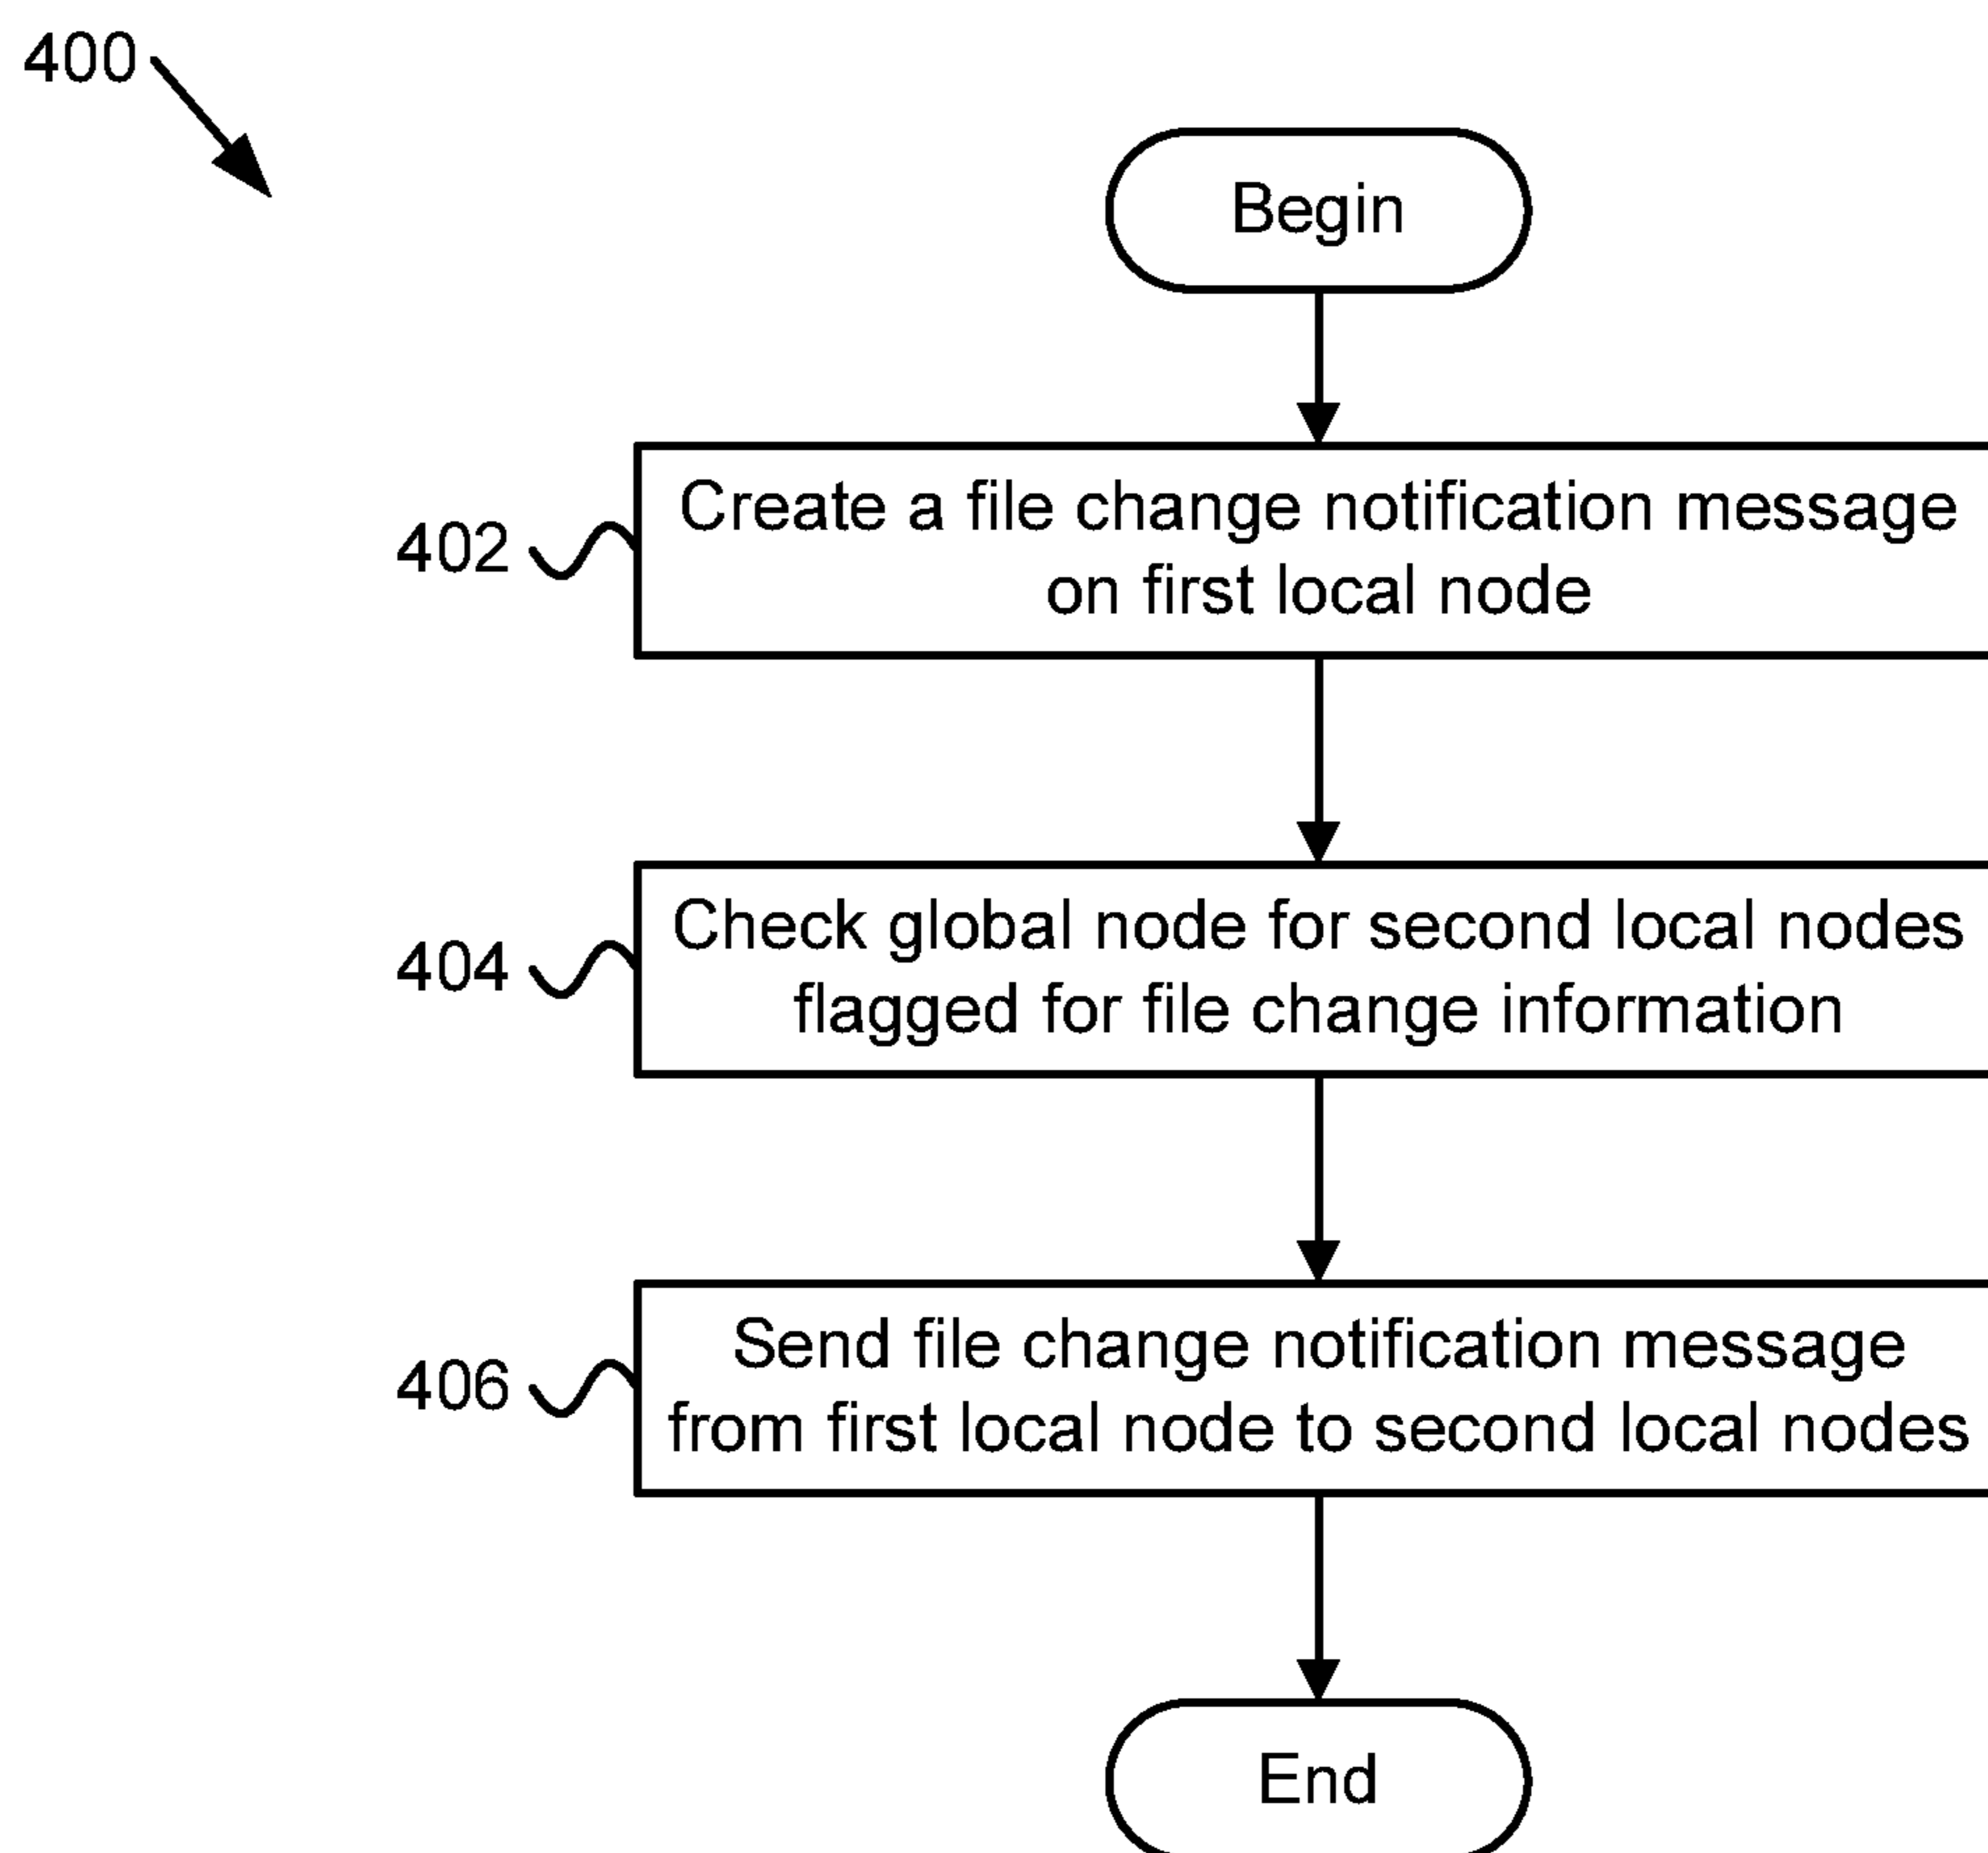 400
Begin
402
Create a file change notification message
on first local node
404
Check global node for second local nodes
flagged for file change information
406
Send file change notification message
from first local node to second local nodes
End